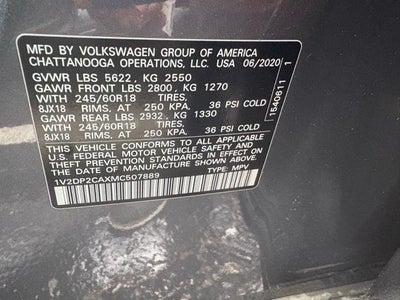 MFD BY VOLKSWAGEN GROUP OF AMERICA
CHATTANOOGA OPERATIONS, LLC. USA 06/2020
GVWR LBS 5622, KG 2550
GAWR FRONT LBS 2800, KG 1270
WITH 245/60R18 TIRES,
8JX18 RIMS, AT 250 KPA, 36 PSI COLD
GAWR REAR LBS 2932, KG 1330
WITH 245/60R18 TIRES,
8JX18 RIMS, AT 250 KPA, 36 PSI COLD
THIS VEHICLE CONFORMS TO ALL APPLICABLE
U.S. FEDERAL MOTOR VEHICLE SAFETY AND
THEFT PREVENTION STANDARDS IN EFFECT ON
THE DATE OF MANUFACTURE SHOWN ABOVE
1V2DP2CAXMC507889 TYPE: MPV
1540611 1